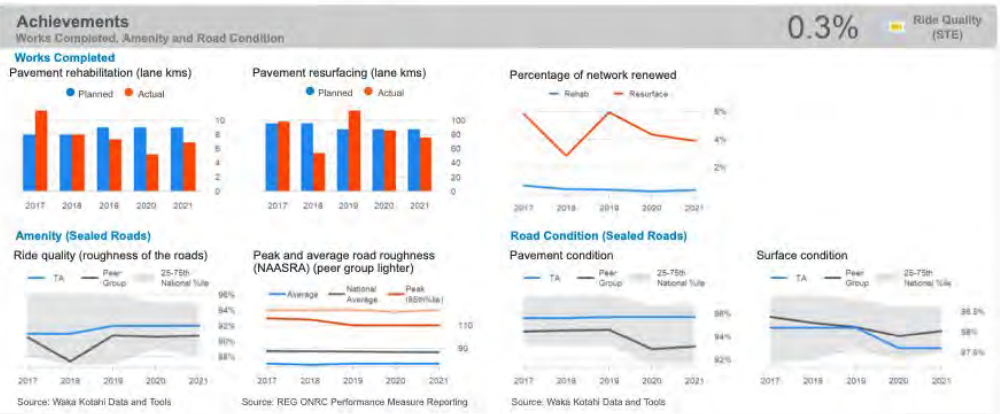 Achievements
Works Completed, Amenity and Road Condition
0.3%
Ride Quality
(STE)
Works Completed
Pavement rehabilitation (lane kms)
Planned Actual
10
8
6
4
2
0
2017 2018 2019 2020 2021
Pavement resurfacing (lane kms)
Planned Actual
100
80
60
40
20
0
2017 2018 2019 2020 2021
Percentage of network renewed
Rehab Resurface
6%
4%
2%
2017 2018 2019 2020 2021
Amenity (Sealed Roads)
Ride quality (roughness of the roads)
TA Peer Group 25-75th National %ile
96%
94%
92%
90%
88%
2017 2018 2019 2020 2021
Source: Waka Kotahi Data and Tools
Peak and average road roughness
(NAASRA) (peer group lighter)
Average National Average Peak (85th%ile)
110
90
2017 2018 2019 2020 2021
Source: REG ONRC Performance Measure Reporting
Road Condition (Sealed Roads)
Pavement condition
TA Peer Group 25-75th National %ile
96%
94%
92%
2017 2018 2019 2020 2021
Source: Waka Kotahi Data and Tools
Surface condition
TA Peer Group 25-75th National %ile
98.5%
98%
97.5%
2017 2018 2019 2020 2021